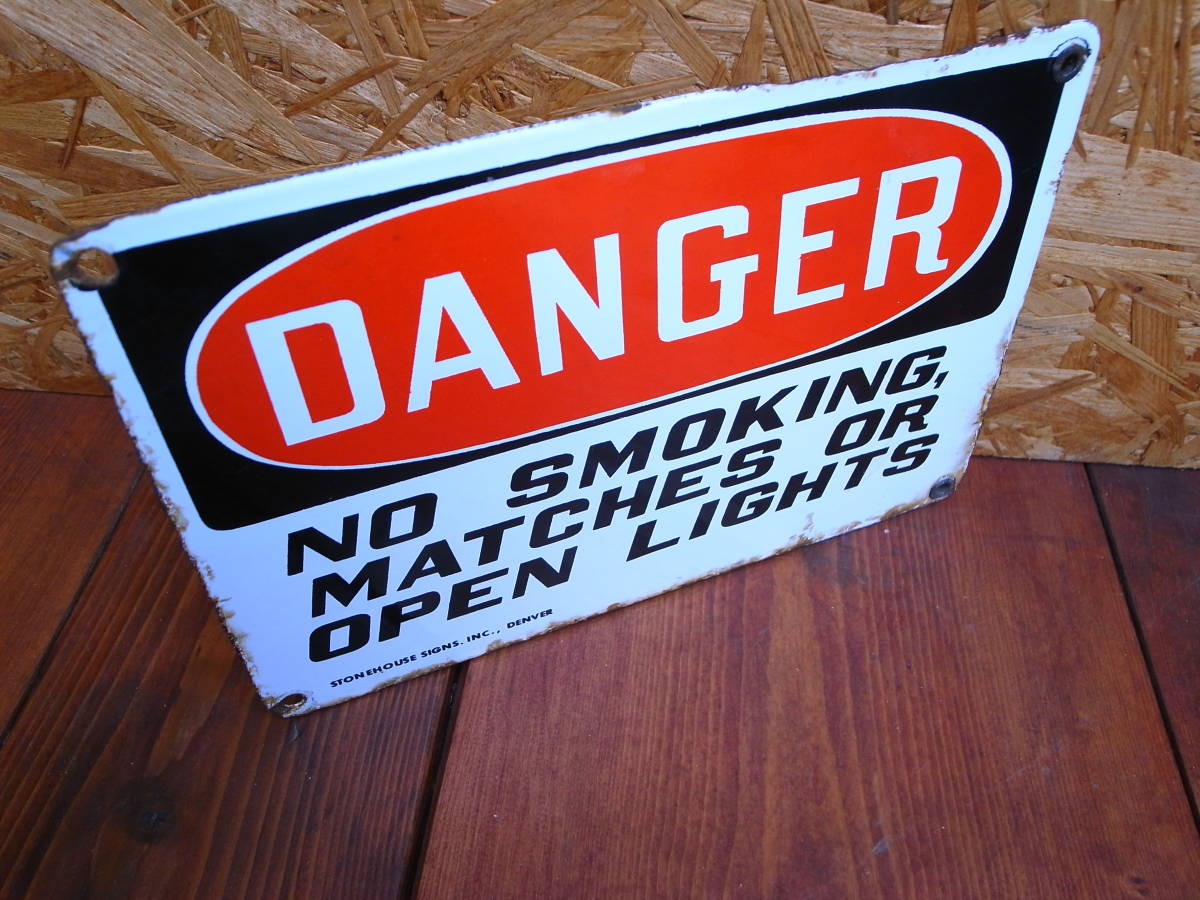 DANGER
NO SMOKING,
MATCHES OR
OPEN LIGHTS
STONEHOUSE SIGNS, INC., DENVER